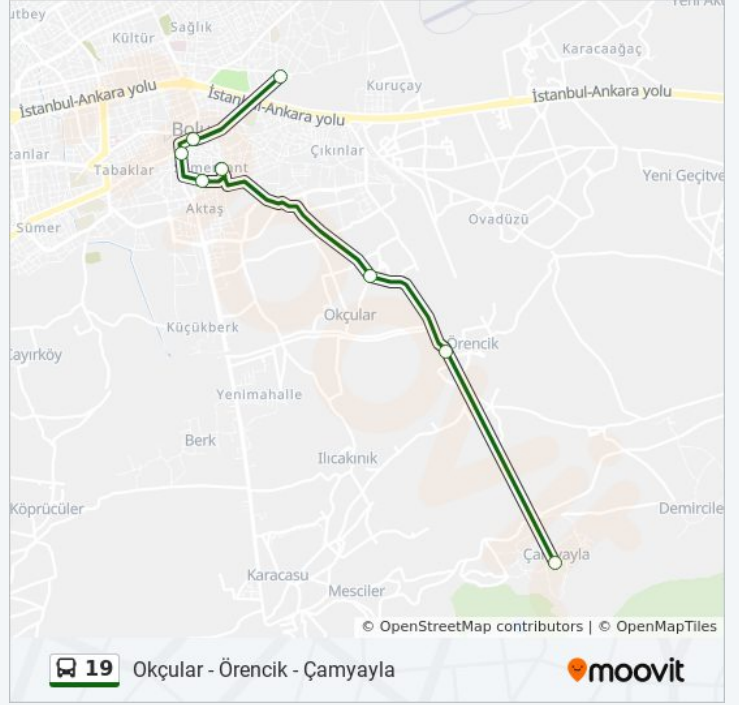 Sağlık
Kültür
Karacaağaç
Kuruçay
İstanbul-Ankara yolu
İstanbul-Ankara yolu
İstanbul-Ankara yolu
Çıkınlar
Tabaklar
Yeni Geçitve
Aktaş
Ovadüzü
Sümer
Okçular
Küçükberk
Örencik
Yenimahalle
Berk
Ilıcakınık
Köprücüler
Demircile
Karacasu
Mesciler
© OpenStreetMap contributors | © OpenMapTiles
19 Okçular - Örencik - Çamyayla
moovit